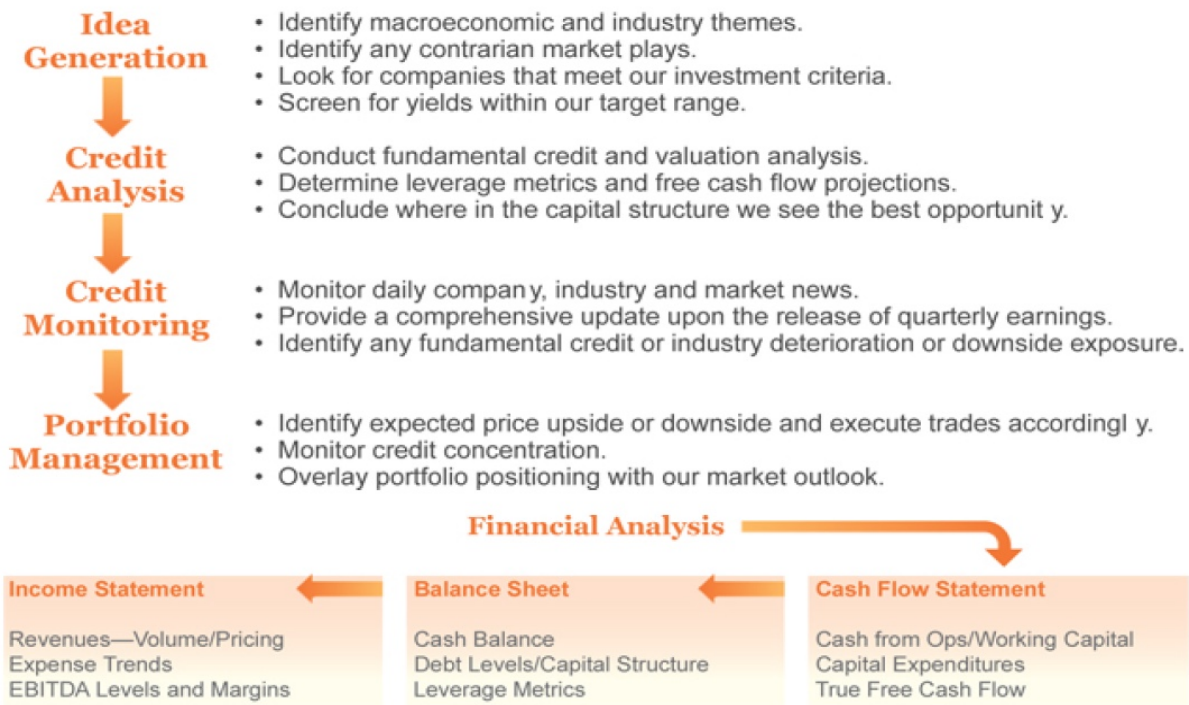 Idea
Generation
• Identify macroeconomic and industry themes.
• Identify any contrarian market plays.
• Look for companies that meet our investment criteria.
• Screen for yields within our target range.
Credit
Analysis
• Conduct fundamental credit and valuation analysis.
• Determine leverage metrics and free cash flow projections.
• Conclude where in the capital structure we see the best opportunit y.
Credit
Monitoring
• Monitor daily compan y, industry and market news.
• Provide a comprehensive update upon the release of quarterly earnings.
• Identify any fundamental credit or industry deterioration or downside exposure.
Portfolio
Management
• Identify expected price upside or downside and execute trades accordingl y.
• Monitor credit concentration.
• Overlay portfolio positioning with our market outlook.
Financial Analysis
Income Statement
Revenues—Volume/Pricing
Expense Trends
EBITDA Levels and Margins
Balance Sheet
Cash Balance
Debt Levels/Capital Structure
Leverage Metrics
Cash Flow Statement
Cash from Ops/Working Capital
Capital Expenditures
True Free Cash Flow